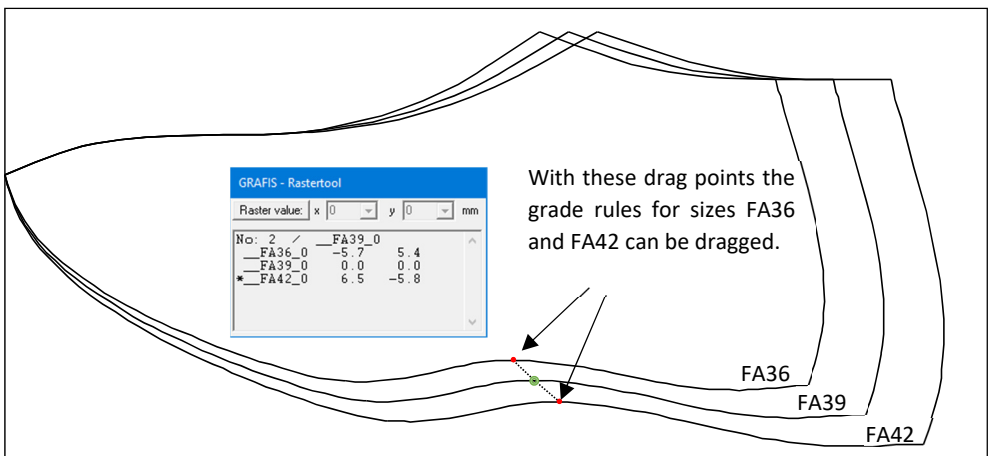 GRAFIS - Rastertool
With these drag points the
grade rules for sizes FA36
and FA42 can be dragged.
Raster value: x 0 y 0 mm
No: 2 / __FA39_0
__FA36_0 -5.7 5.4
__FA39_0 0.0 0.0
*__FA42_0 6.5 -5.8
FA36
FA39
FA42